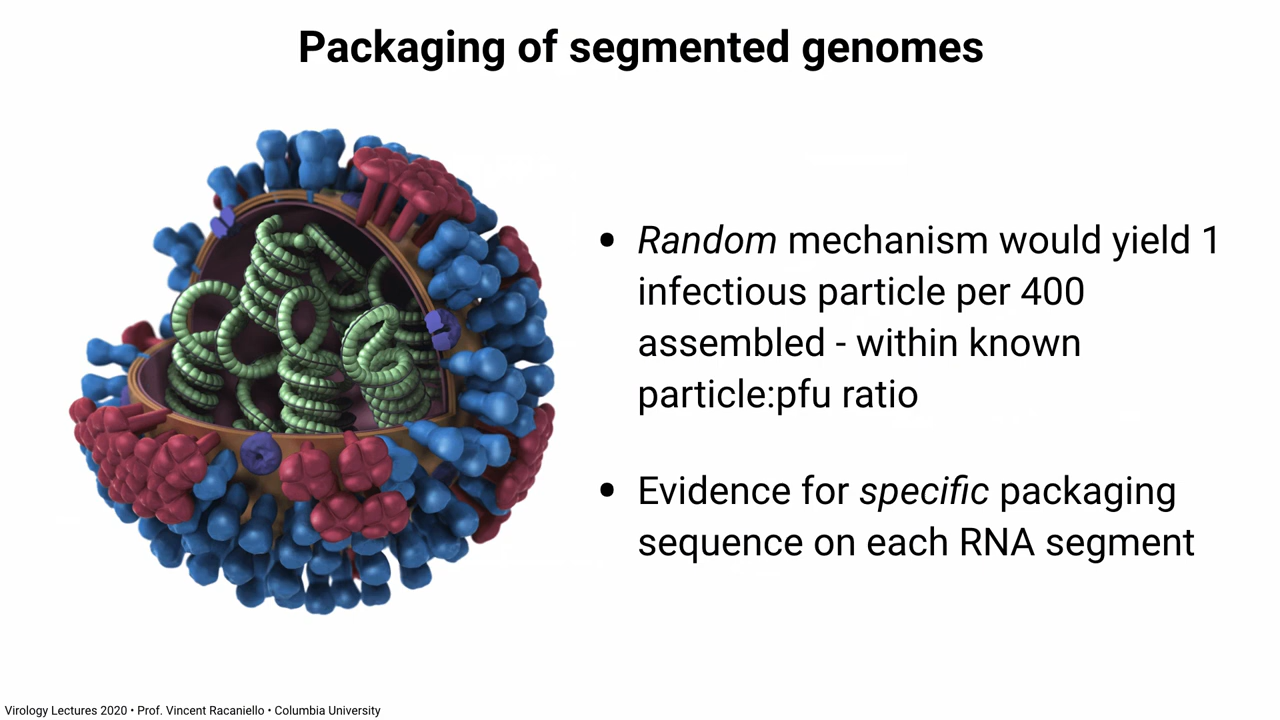 Packaging of segmented genomes
• Random mechanism would yield 1
infectious particle per 400
assembled - within known
particle:pfu ratio
• Evidence for specific packaging
sequence on each RNA segment
Virology Lectures 2020 • Prof. Vincent Racaniello • Columbia University